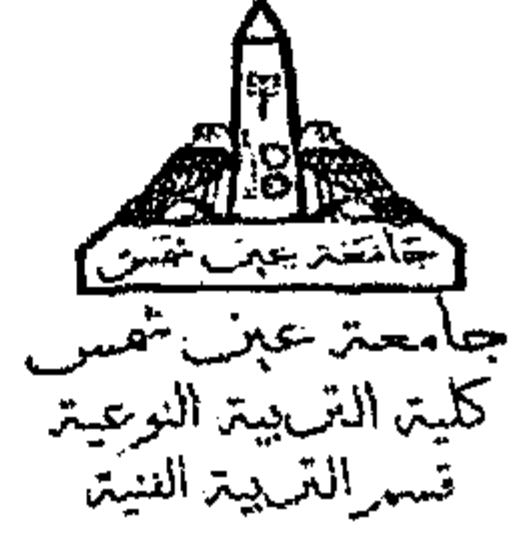 جامعة عين شمس
جامعة عين شمس
كلية التربية النوعية
قسم التربية الفنية